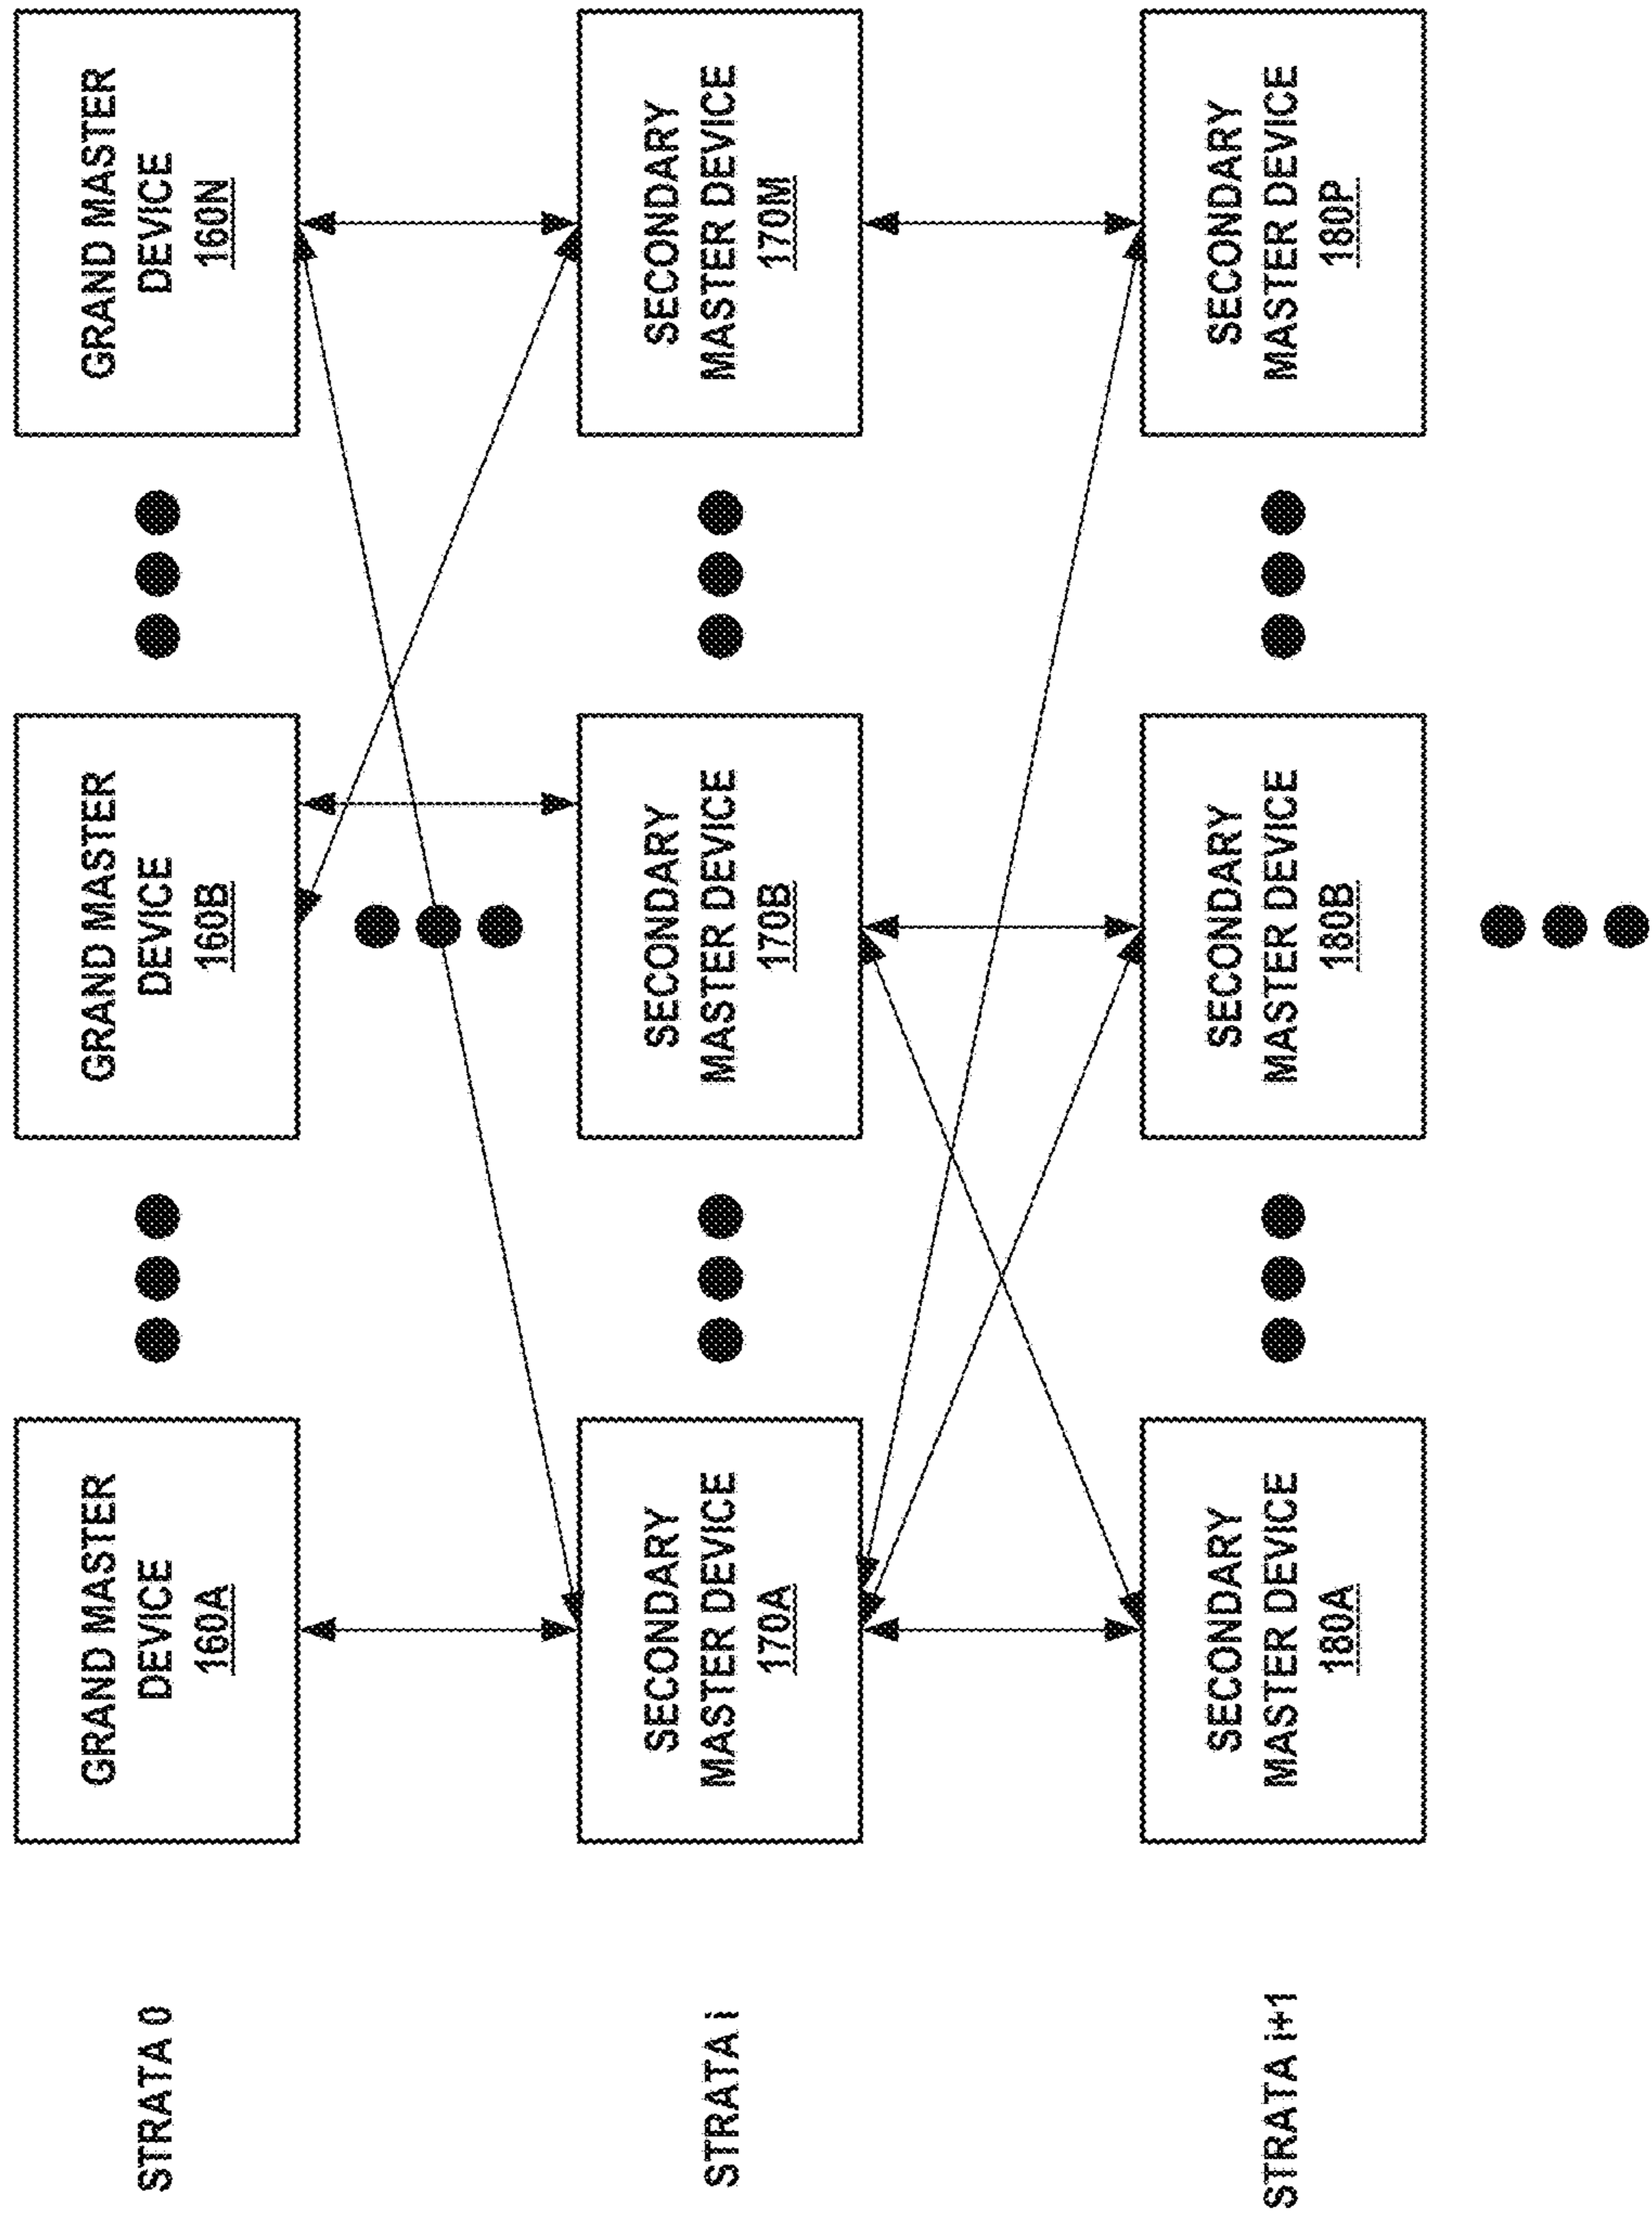 STRATA 0
GRAND MASTER
DEVICE
160A
GRAND MASTER
DEVICE
160B
GRAND MASTER
DEVICE
160N
STRATA i
SECONDARY
MASTER DEVICE
170A
SECONDARY
MASTER DEVICE
170B
SECONDARY
MASTER DEVICE
170M
STRATA i+1
SECONDARY
MASTER DEVICE
180A
SECONDARY
MASTER DEVICE
180B
SECONDARY
MASTER DEVICE
180P